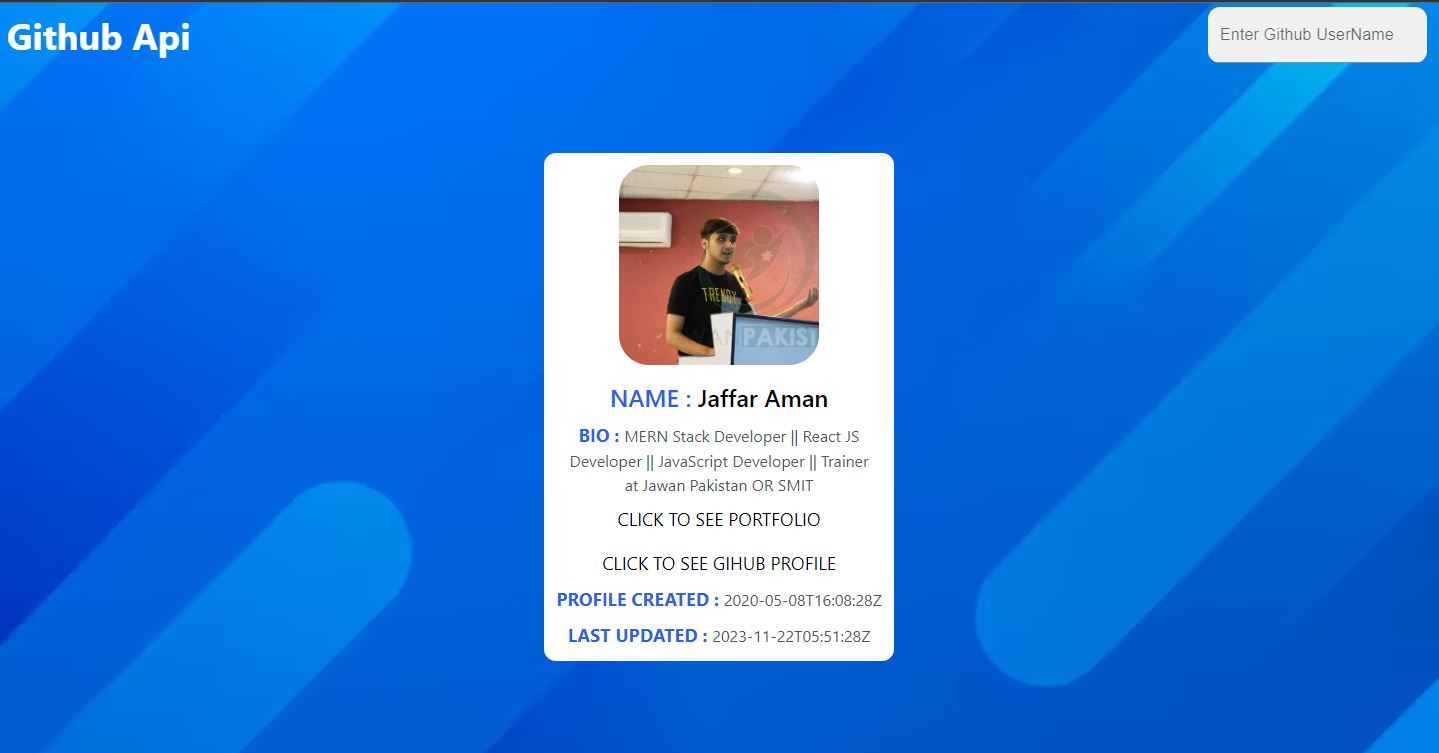 Github Api
Enter Github UserName
TRENDY
PAKIST
NAME : Jaffar Aman
BIO : MERN Stack Developer || React JS
Developer || JavaScript Developer || Trainer
at Jawan Pakistan OR SMIT
CLICK TO SEE PORTFOLIO
CLICK TO SEE GIHUB PROFILE
PROFILE CREATED : 2020-05-08T16:08:28Z
LAST UPDATED : 2023-11-22T05:51:28Z